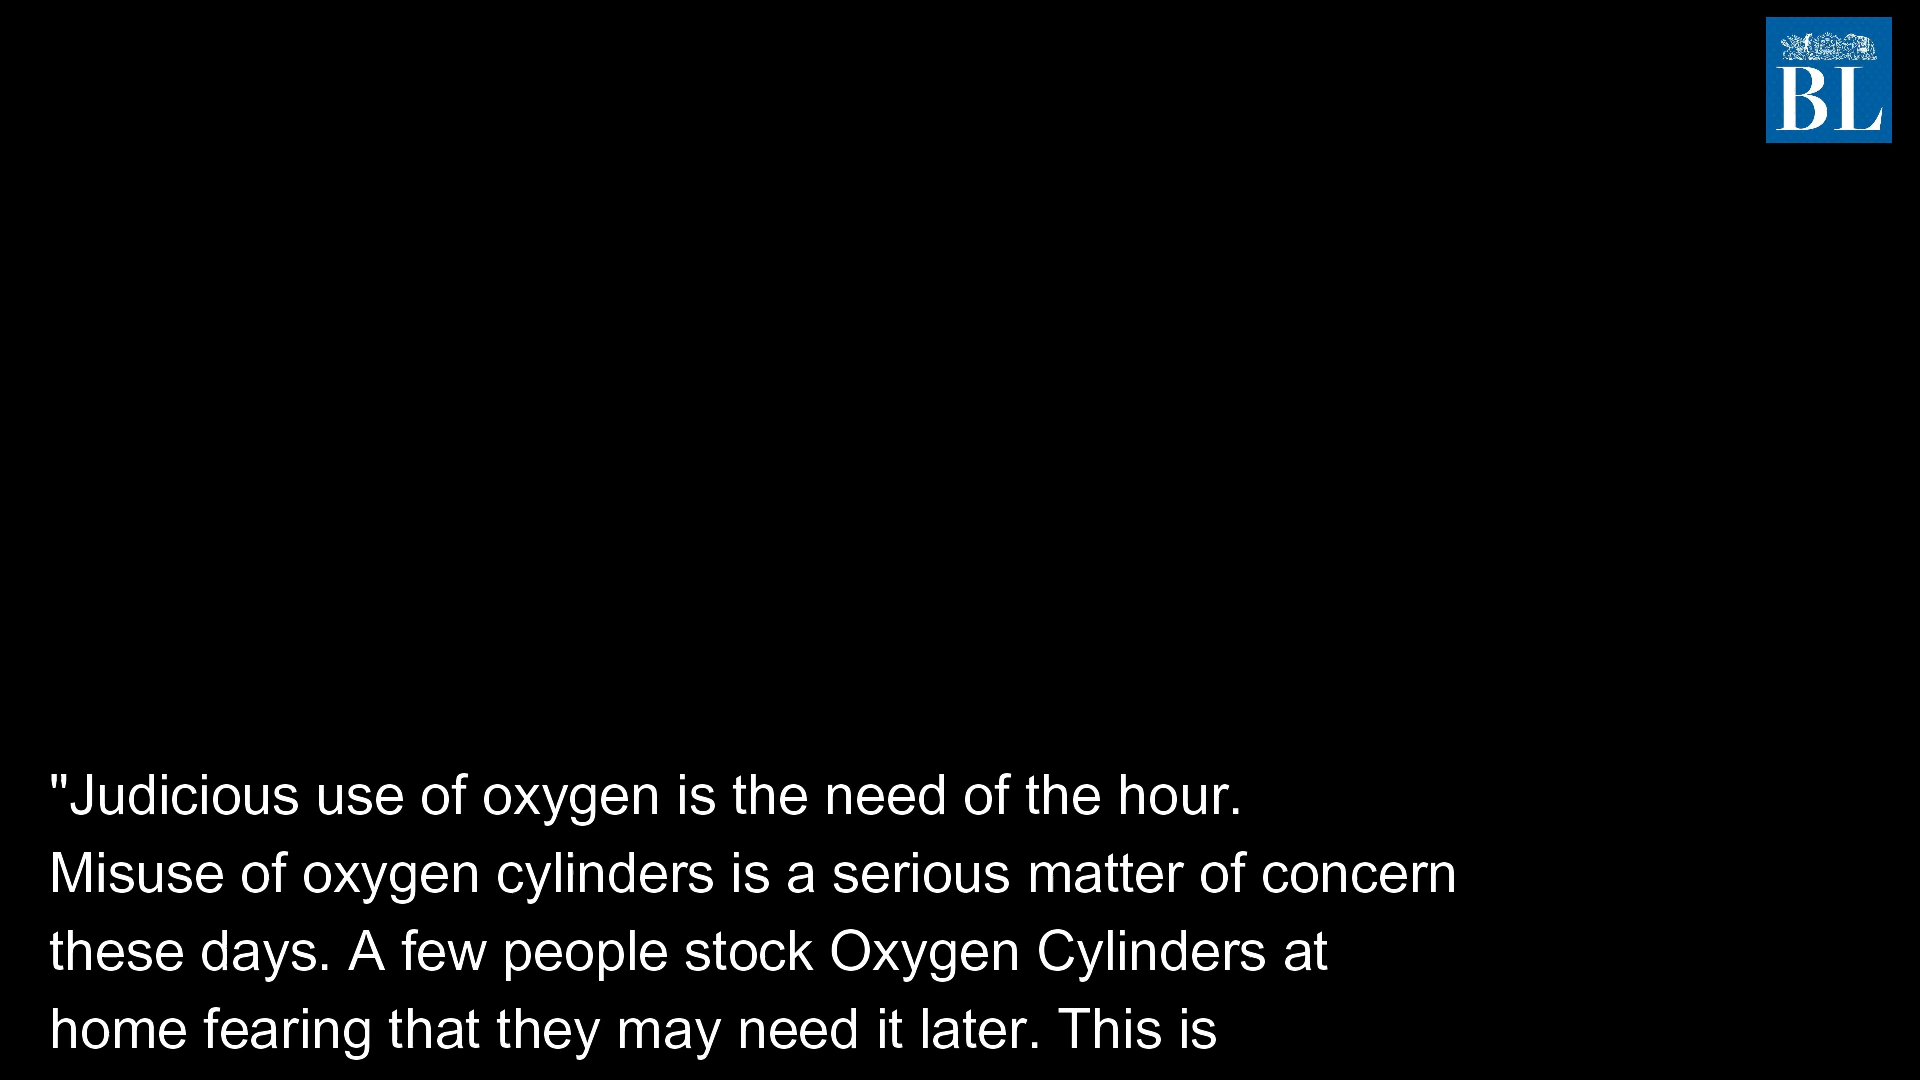 BL
"Judicious use of oxygen is the need of the hour.
Misuse of oxygen cylinders is a serious matter of concern
these days. A few people stock Oxygen Cylinders at
home fearing that they may need it later. This is